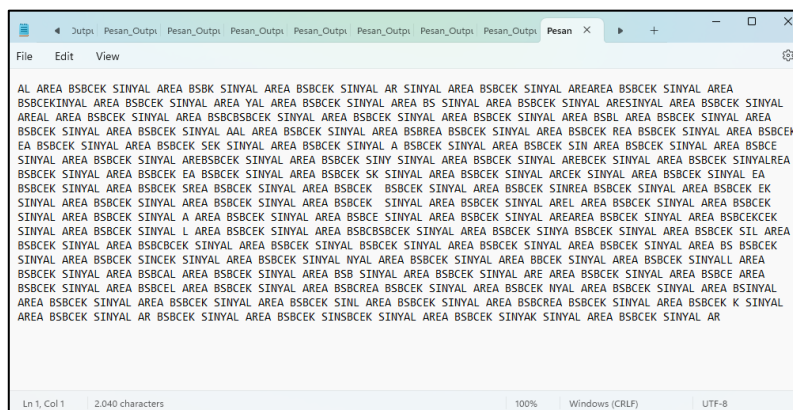 Outpu Pesan_Outpu Pesan_Outpu Pesan_Outpu Pesan_Outpu Pesan_Outpu Pesan_Outpu Pesan_Outpu Pesan
File Edit View
AL AREA BSBCEK SINYAL AREA BSBK SINYAL AREA BSBCEK SINYAL AR SINYAL AREA BSBCEK SINYAL AREAREA BSBCEK SINYAL AREA
BSBCEKINYAL AREA BSBCEK SINYAL AREA YAL AREA BSBCEK SINYAL AREA BS SINYAL AREA BSBCEK SINYAL ARESINYAL AREA BSBCEK SINYAL
AREAL AREA BSBCEK SINYAL AREA BSBCBSBCEK SINYAL AREA BSBCEK SINYAL AREA BSBCEK SINYAL AREA BSBL AREA BSBCEK SINYAL AREA
BSBCEK SINYAL AREA BSBCEK SINYAL AAL AREA BSBCEK SINYAL AREA BSBREA BSBCEK SINYAL AREA BSBCEK REA BSBCEK SINYAL AREA BSBCEK
EA BSBCEK SINYAL AREA BSBCEK SEK SINYAL AREA BSBCEK SINYAL A BSBCEK SINYAL AREA BSBCEK SIN AREA BSBCEK SINYAL AREA BSBCE
SINYAL AREA BSBCEK SINYAL AREBSBCEK SINYAL AREA BSBCEK SINY SINYAL AREA BSBCEK SINYAL AREBCEK SINYAL AREA BSBCEK SINYALREA
BSBCEK SINYAL AREA BSBCEK EA BSBCEK SINYAL AREA BSBCEK SK SINYAL AREA BSBCEK SINYAL ARCEK SINYAL AREA BSBCEK SINYAL EA
BSBCEK SINYAL AREA BSBCEK SREA BSBCEK SINYAL AREA BSBCEK  BSBCEK SINYAL AREA BSBCEK SINREA BSBCEK SINYAL AREA BSBCEK EK
SINYAL AREA BSBCEK SINYAL AREA BSBCEK SINYAL AREA BSBCEK  SINYAL AREA BSBCEK SINYAL AREL AREA BSBCEK SINYAL AREA BSBCEK
SINYAL AREA BSBCEK SINYAL A AREA BSBCEK SINYAL AREA BSBCE SINYAL AREA BSBCEK SINYAL AREAREA BSBCEK SINYAL AREA BSBCEKCEK
SINYAL AREA BSBCEK SINYAL L AREA BSBCEK SINYAL AREA BSBCBSBCEK SINYAL AREA BSBCEK SINYA BSBCEK SINYAL AREA BSBCEK SIL AREA
BSBCEK SINYAL AREA BSBCBCEK SINYAL AREA BSBCEK SINYAL BSBCEK SINYAL AREA BSBCEK SINYAL AREA BSBCEK SINYAL AREA BS BSBCEK
SINYAL AREA BSBCEK SINCEK SINYAL AREA BSBCEK SINYAL NYAL AREA BSBCEK SINYAL AREA BBCEK SINYAL AREA BSBCEK SINYALL AREA
BSBCEK SINYAL AREA BSBCAL AREA BSBCEK SINYAL AREA BSB SINYAL AREA BSBCEK SINYAL ARE AREA BSBCEK SINYAL AREA BSBCE AREA
BSBCEK SINYAL AREA BSBCEL AREA BSBCEK SINYAL AREA BSBCREA BSBCEK SINYAL AREA BSBCEK NYAL AREA BSBCEK SINYAL AREA BSINYAL
AREA BSBCEK SINYAL AREA BSBCEK SINYAL AREA BSBCEK SINL AREA BSBCEK SINYAL AREA BSBCREA BSBCEK SINYAL AREA BSBCEK K SINYAL
AREA BSBCEK SINYAL AR BSBCEK SINYAL AREA BSBCEK SINSBCEK SINYAL AREA BSBCEK SINYAK SINYAL AREA BSBCEK SINYAL AR
Ln 1, Col 1 2.040 characters 100% Windows (CRLF) UTF-8